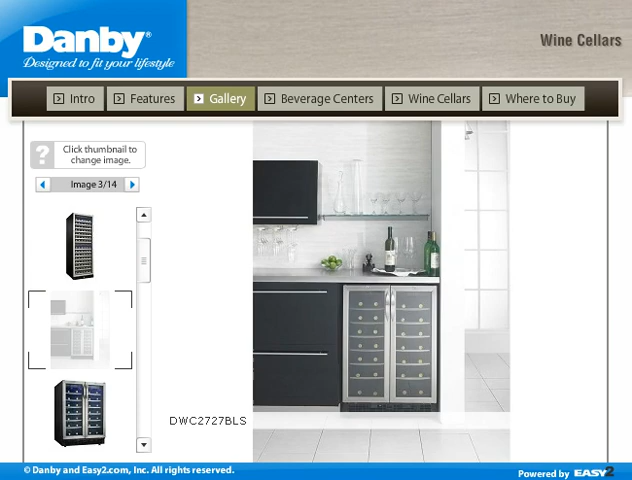 Danby®
Designed to fit your lifestyle
Wine Cellars
Intro
Features
Gallery
Beverage Centers
Wine Cellars
Where to Buy
?
Click thumbnail to
change image.
Image 3/14
DWC2727BLS
© Danby and Easy2.com, Inc. All rights reserved.
Powered by EASY2